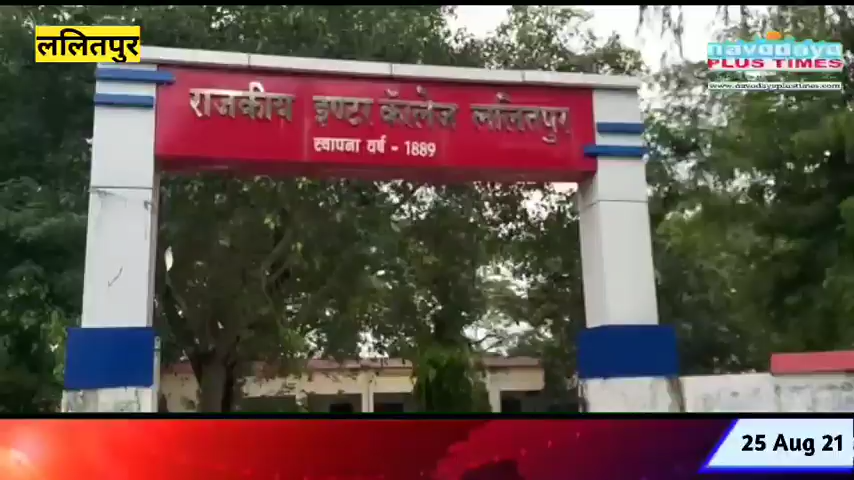 ललितपुर
navodaya
PLUS TIMES
www.navodayaplustimes.com
राजकीय इण्टर कॉलेज ललितपुर
स्थापना वर्ष - 1889
25 Aug 21